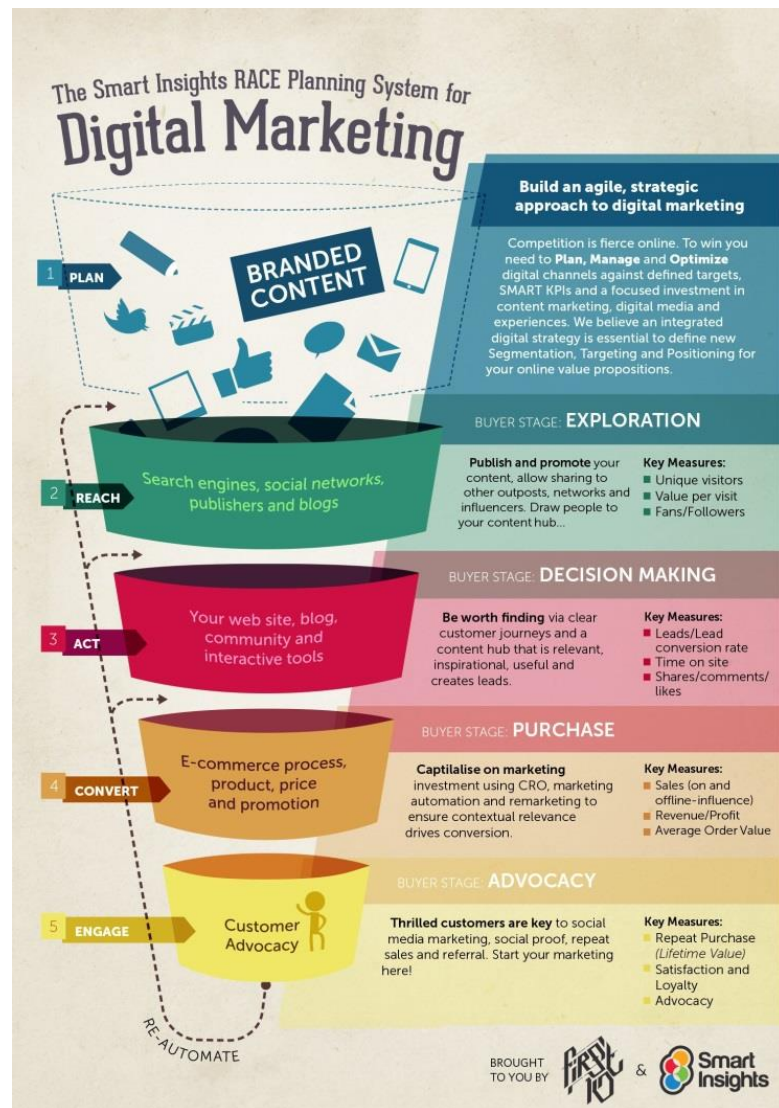 The Smart Insights RACE Planning System for
Digital Marketing
BRANDED
CONTENT
1 PLAN
Build an agile, strategic
approach to digital marketing
Competition is fierce online. To win you
need to Plan, Manage and Optimize
digital channels against defined targets,
SMART KPIs and a focused investment in
content marketing, digital media and
experiences. We believe an integrated
digital strategy is essential to define new
Segmentation, Targeting and Positioning for
your online value propositions.
2 REACH
Search engines, social networks,
publishers and blogs
BUYER STAGE: EXPLORATION
Publish and promote your
content, allow sharing to
other outposts, networks and
influencers. Draw people to
your content hub...
Key Measures:
Unique visitors
Value per visit
Fans/Followers
3 ACT
Your web site, blog,
community and
interactive tools
BUYER STAGE: DECISION MAKING
Be worth finding via clear
customer journeys and a
content hub that is relevant,
inspirational, useful and
creates leads.
Key Measures:
Leads/Lead
conversion rate
Time on site
Shares/comments/
likes
4 CONVERT
E-commerce process,
product, price
and promotion
BUYER STAGE: PURCHASE
Captilalise on marketing
investment using CRO, marketing
automation and remarketing to
ensure contextual relevance
drives conversion.
Key Measures:
Sales (on and
offline-influence)
Revenue/Profit
Average Order Value
5 ENGAGE
Customer
Advocacy
BUYER STAGE: ADVOCACY
Thrilled customers are key to social
media marketing, social proof, repeat
sales and referral. Start your marketing
here!
Key Measures:
Repeat Purchase
(Lifetime Value)
Satisfaction and
Loyalty
Advocacy
RE-AUTOMATE
BROUGHT
TO YOU BY
First
10
&
Smart
Insights